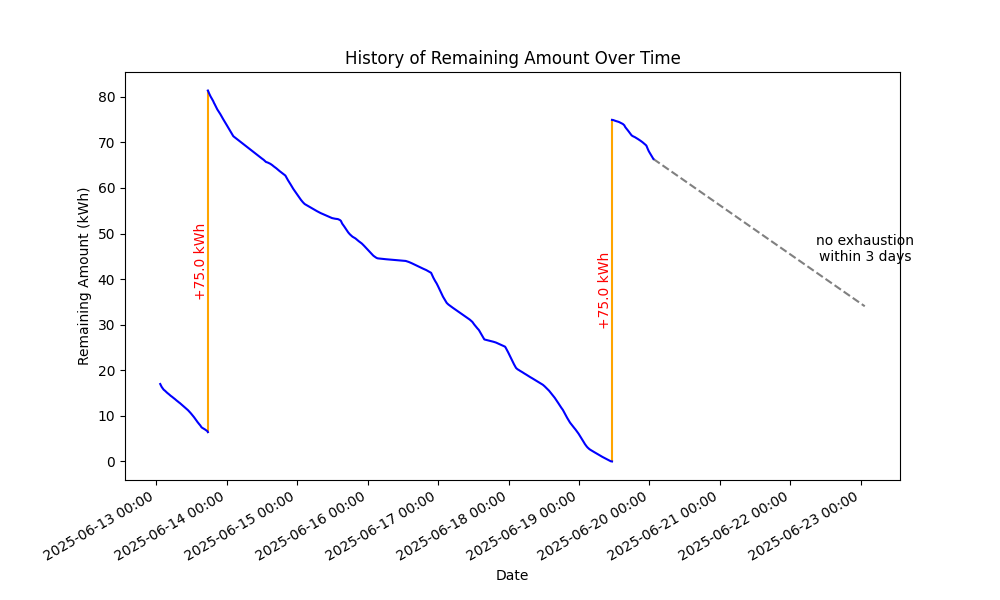 History of Remaining Amount Over Time
Remaining Amount (kWh)
80
70
60
50
40
30
20
10
0
+75.0 kWh
+75.0 kWh
no exhaustion
within 3 days
2025-06-13 00:00
2025-06-14 00:00
2025-06-15 00:00
2025-06-16 00:00
2025-06-17 00:00
2025-06-18 00:00
2025-06-19 00:00
2025-06-20 00:00
2025-06-21 00:00
2025-06-22 00:00
2025-06-23 00:00
Date